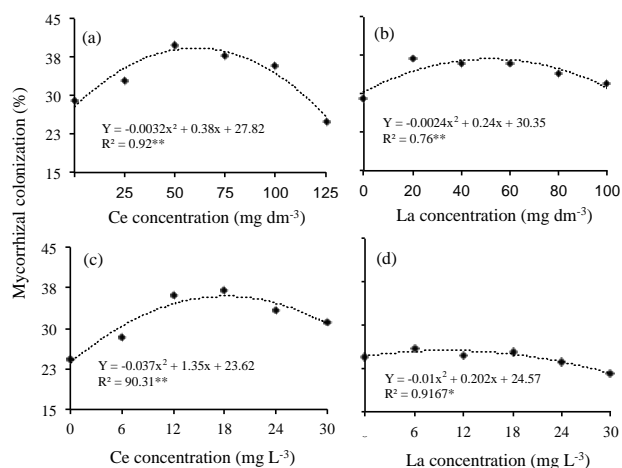 Mycorrhizal colonization (%)
(a)
45
38
30
23
15
Y = -0.0032x² + 0.38x + 27.82
R² = 0.92**
0 25 50 75 100 125
Ce concentration (mg dm⁻³)
(b)
Y = -0.0024x² + 0.24x + 30.35
R² = 0.76**
0 20 40 60 80 100
La concentration (mg dm⁻³)
(c)
45
38
30
23
15
Y = -0.037x² + 1.35x + 23.62
R² = 90.31**
0 6 12 18 24 30
Ce concentration (mg L⁻³)
(d)
Y = -0.01x² + 0.202x + 24.57
R² = 0.9167*
6 12 18 24 30
La concentration (mg L⁻³)